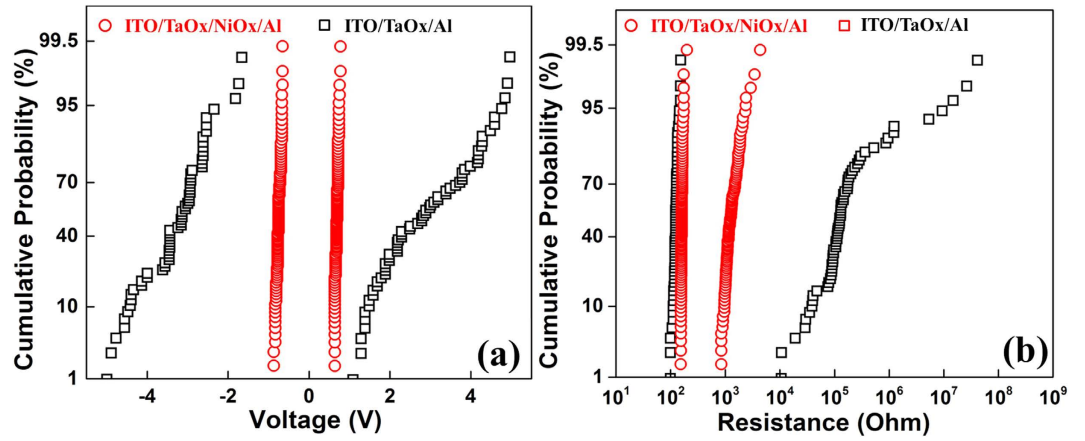 ITO/TaOx/NiOx/Al ITO/TaOx/Al
99.5
95
70
40
10
1
Cumulative Probability (%)
-4 -2 0 2 4
Voltage (V)
(a)
ITO/TaOx/NiOx/Al ITO/TaOx/Al
99.5
95
70
40
10
1
Cumulative Probability (%)
10¹ 10² 10³ 10⁴ 10⁵ 10⁶ 10⁷ 10⁸ 10⁹
Resistance (Ohm)
(b)